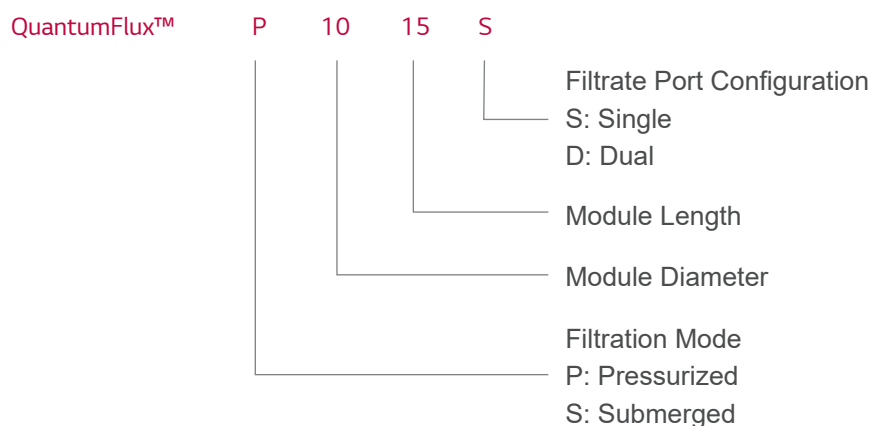 QuantumFlux™ P 10 15 S
Filtrate Port Configuration
S: Single
D: Dual
Module Length
Module Diameter
Filtration Mode
P: Pressurized
S: Submerged